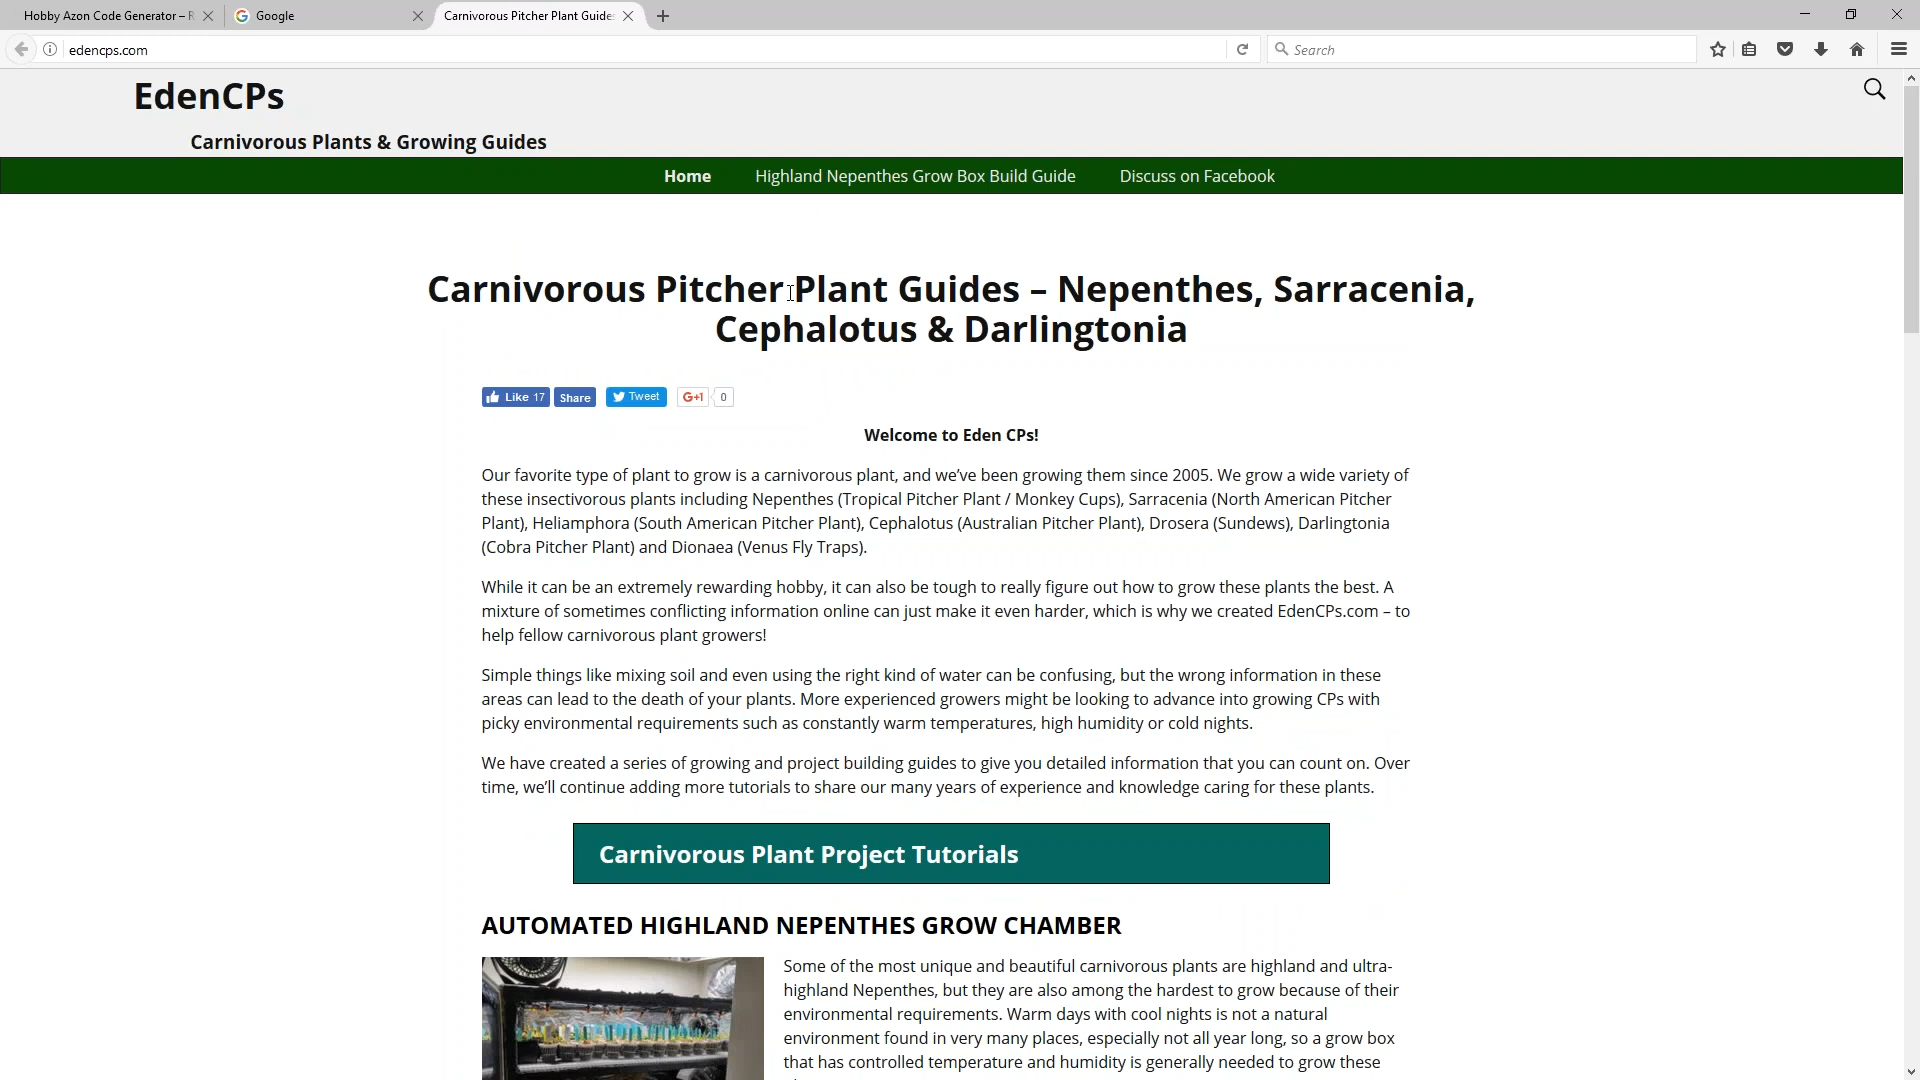 Hobby Azon Code Generator – R
Google
Carnivorous Pitcher Plant Guide
edencps.com
Search
EdenCPs
Carnivorous Plants & Growing Guides
Home
Highland Nepenthes Grow Box Build Guide
Discuss on Facebook
Carnivorous Pitcher Plant Guides – Nepenthes, Sarracenia,
Cephalotus & Darlingtonia
Like 17
Share
Tweet
G+1
0
Welcome to Eden CPs!
Our favorite type of plant to grow is a carnivorous plant, and we’ve been growing them since 2005. We grow a wide variety of
these insectivorous plants including Nepenthes (Tropical Pitcher Plant / Monkey Cups), Sarracenia (North American Pitcher
Plant), Heliamphora (South American Pitcher Plant), Cephalotus (Australian Pitcher Plant), Drosera (Sundews), Darlingtonia
(Cobra Pitcher Plant) and Dionaea (Venus Fly Traps).
While it can be an extremely rewarding hobby, it can also be tough to really figure out how to grow these plants the best. A
mixture of sometimes conflicting information online can just make it even harder, which is why we created EdenCPs.com – to
help fellow carnivorous plant growers!
Simple things like mixing soil and even using the right kind of water can be confusing, but the wrong information in these
areas can lead to the death of your plants. More experienced growers might be looking to advance into growing CPs with
picky environmental requirements such as constantly warm temperatures, high humidity or cold nights.
We have created a series of growing and project building guides to give you detailed information that you can count on. Over
time, we’ll continue adding more tutorials to share our many years of experience and knowledge caring for these plants.
Carnivorous Plant Project Tutorials
AUTOMATED HIGHLAND NEPENTHES GROW CHAMBER
Some of the most unique and beautiful carnivorous plants are highland and ultra-
highland Nepenthes, but they are also among the hardest to grow because of their
environmental requirements. Warm days with cool nights is not a natural
environment found in very many places, especially not all year long, so a grow box
that has controlled temperature and humidity is generally needed to grow these